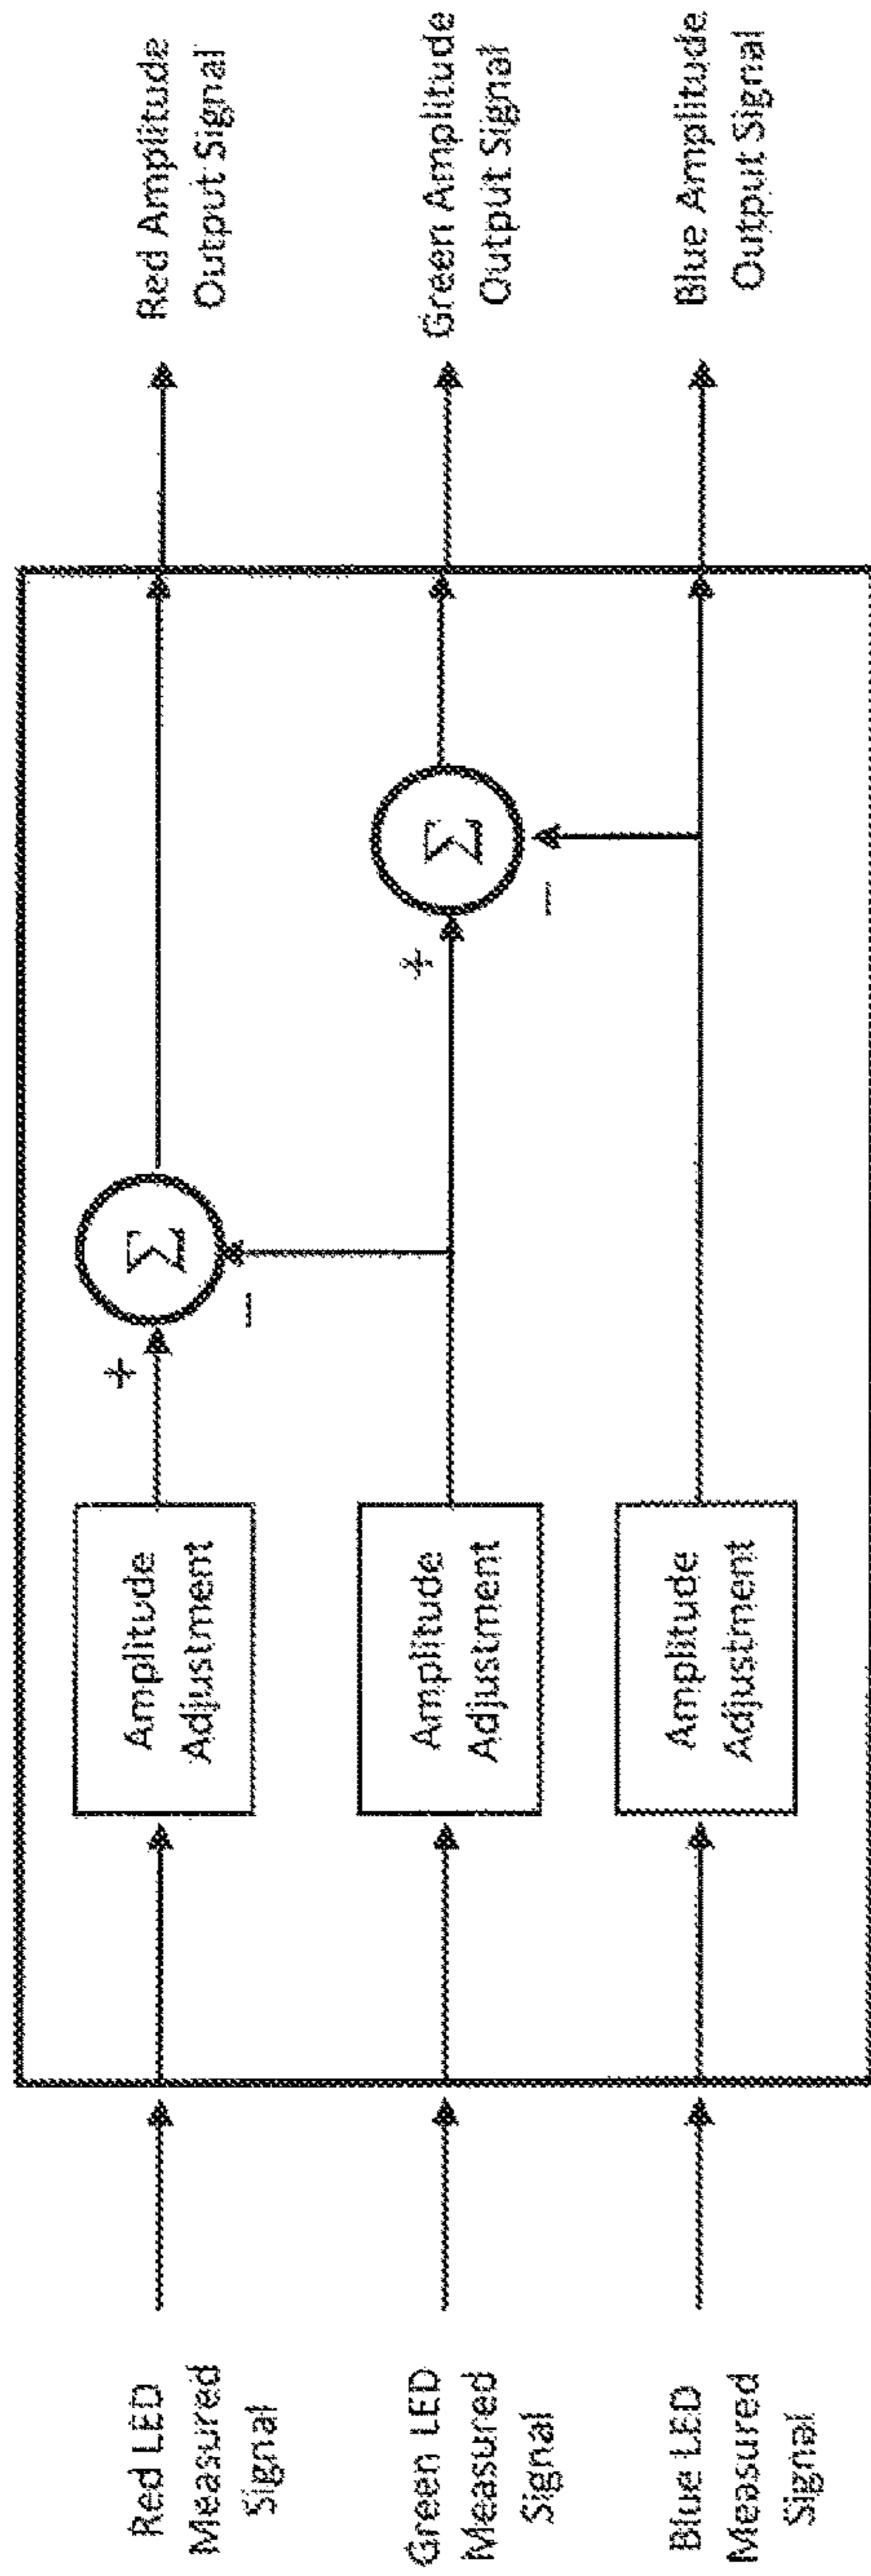 Red LED
Measured
Signal
Green LED
Measured
Signal
Blue LED
Measured
Signal
Amplitude
Adjustment
Amplitude
Adjustment
Amplitude
Adjustment
+
−
Σ
+
−
Σ
Red Amplitude
Output Signal
Green Amplitude
Output Signal
Blue Amplitude
Output Signal